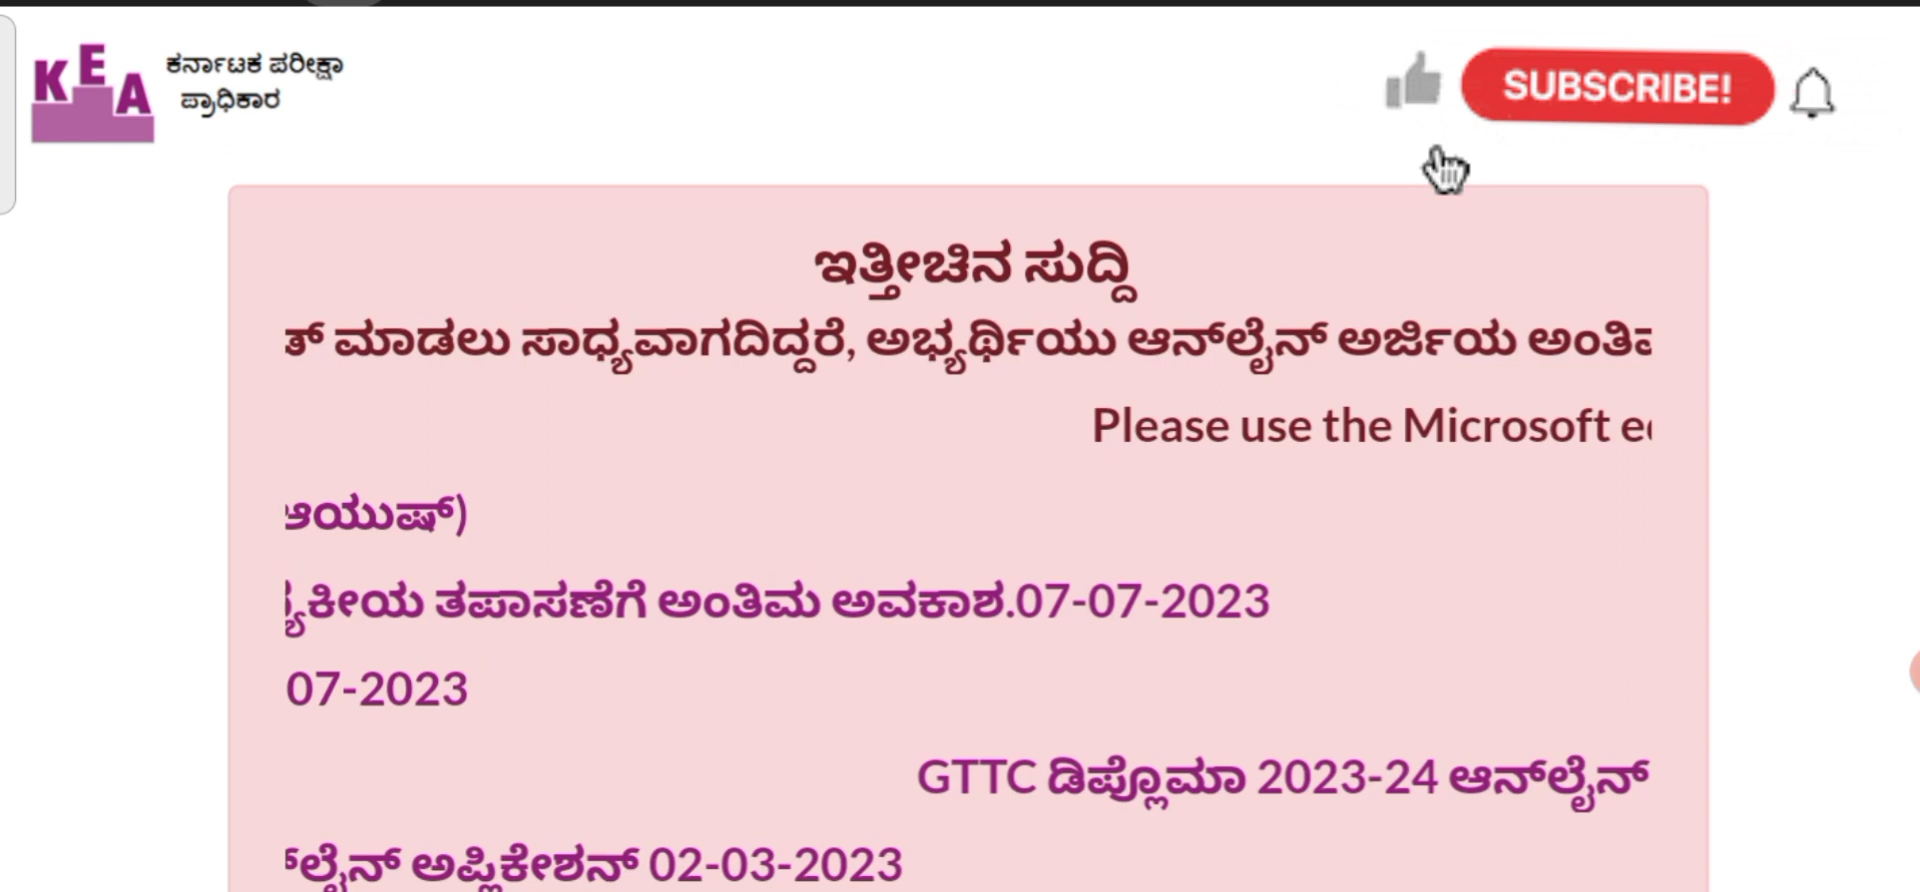 KEA
ಕರ್ನಾಟಕ ಪರೀಕ್ಷಾ
ಪ್ರಾಧಿಕಾರ
SUBSCRIBE!
ಇತ್ತೀಚಿನ ಸುದ್ದಿ
ಮಾಡಲು ಸಾಧ್ಯವಾಗದಿದ್ದರೆ, ಅಭ್ಯರ್ಥಿಯು ಆನ್‌ಲೈನ್ ಅರ್ಜಿಯ
Please use the Microsoft
ಆಯುಷ್)
ತಪಾಸಣೆಗೆ ಅಂತಿಮ ಅವಕಾಶ.07-07-2023
07-2023
GTTC ಡಿಪ್ಲೊಮಾ 2023-24 ಆನ್‌ಲೈನ್
ಅಪ್ಲಿಕೇಶನ್ 02-03-2023